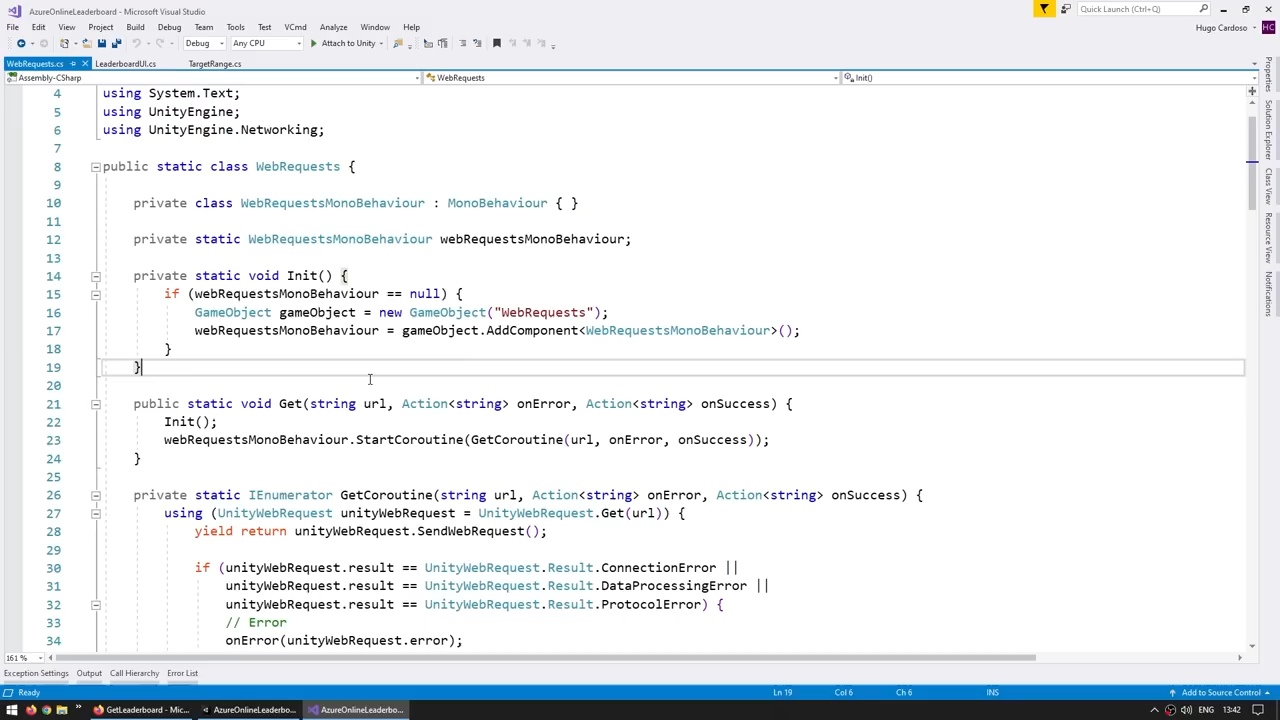 AzureOnlineLeaderboard - Microsoft Visual Studio
Quick Launch (Ctrl+Q)
File Edit View Project Build Debug Team Tools Test VCmd Analyze Window Help
Hugo Cardoso HC
Debug Any CPU Attach to Unity
WebRequests.cs LeaderboardUI.cs TargetRange.cs
Assembly-CSharp WebRequests Init()
4 using System.Text;
5 using UnityEngine;
6 using UnityEngine.Networking;
7
8 public static class WebRequests {
9
10 private class WebRequestsMonoBehaviour : MonoBehaviour { }
11
12 private static WebRequestsMonoBehaviour webRequestsMonoBehaviour;
13
14 private static void Init() {
15 if (webRequestsMonoBehaviour == null) {
16 GameObject gameObject = new GameObject("WebRequests");
17 webRequestsMonoBehaviour = gameObject.AddComponent<WebRequestsMonoBehaviour>();
18 }
19 }
20
21 public static void Get(string url, Action<string> onError, Action<string> onSuccess) {
22 Init();
23 webRequestsMonoBehaviour.StartCoroutine(GetCoroutine(url, onError, onSuccess));
24 }
25
26 private static IEnumerator GetCoroutine(string url, Action<string> onError, Action<string> onSuccess) {
27 using (UnityWebRequest unityWebRequest = UnityWebRequest.Get(url)) {
28 yield return unityWebRequest.SendWebRequest();
29
30 if (unityWebRequest.result == UnityWebRequest.Result.ConnectionError ||
31 unityWebRequest.result == UnityWebRequest.Result.DataProcessingError ||
32 unityWebRequest.result == UnityWebRequest.Result.ProtocolError) {
33 // Error
34 onError(unityWebRequest.error);
Properties
Solution Explorer
Class View
Resource View
Notifications
161 %
Exception Settings Output Call Hierarchy Error List
Ready Ln 19 Col 6 Ch 6 INS Add to Source Control
GetLeaderboard - Mic... AzureOnlineLeaderbo... AzureOnlineLeaderbo... ENG 13:42